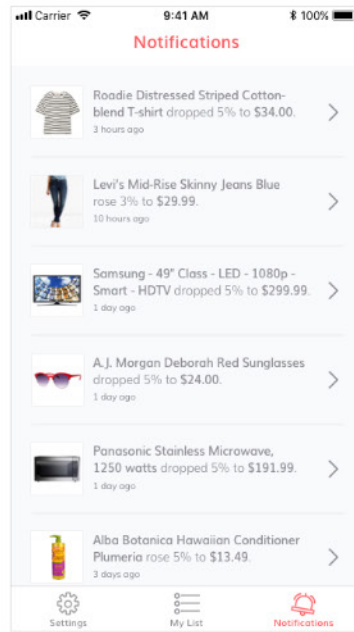 Carrier 9:41 AM 100%
Notifications
Roadie Distressed Striped Cotton-
blend T-shirt dropped 5% to $34.00.
3 hours ago
Levi's Mid-Rise Skinny Jeans Blue
rose 3% to $29.99.
10 hours ago
Samsung - 49" Class - LED - 1080p -
Smart - HDTV dropped 5% to $299.99.
1 day ago
A.J. Morgan Deborah Red Sunglasses
dropped 5% to $24.00.
1 day ago
Panasonic Stainless Microwave,
1250 watts dropped 5% to $191.99.
1 day ago
Alba Botanica Hawaiian Conditioner
Plumeria rose 5% to $13.49.
3 days ago
Settings My List Notifications